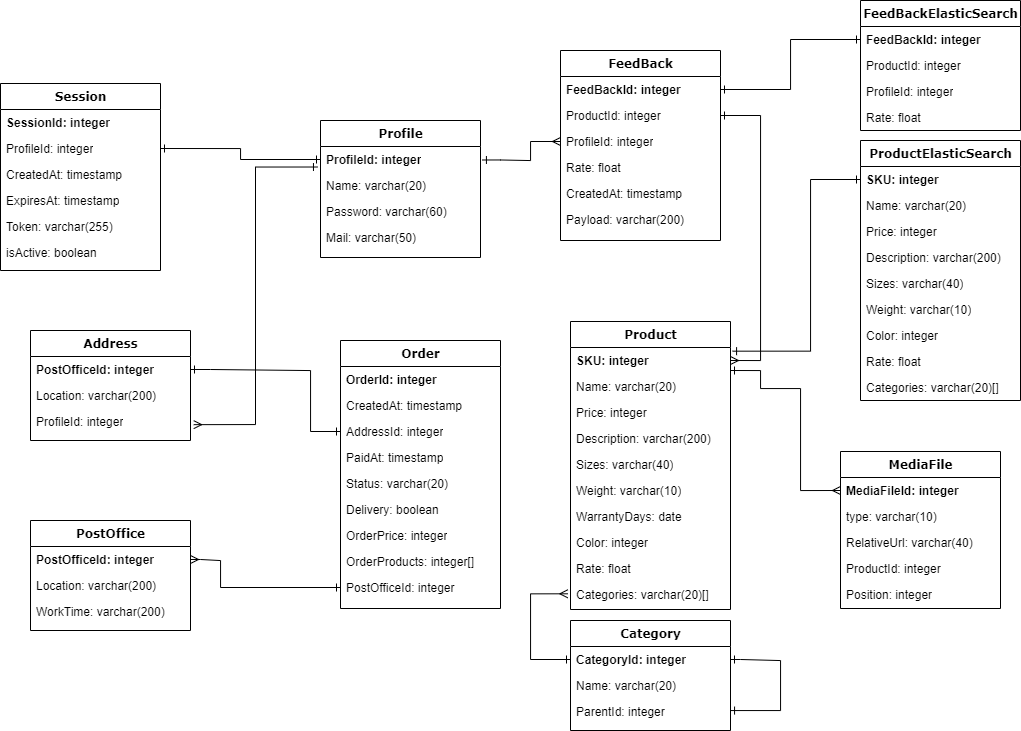 FeedBackElasticSearch
FeedBackId: integer
ProductId: integer
ProfileId: integer
Rate: float
FeedBack
FeedBackId: integer
ProductId: integer
ProfileId: integer
Rate: float
CreatedAt: timestamp
Payload: varchar(200)
Session
SessionId: integer
ProfileId: integer
CreatedAt: timestamp
ExpiresAt: timestamp
Token: varchar(255)
isActive: boolean
Profile
ProfileId: integer
Name: varchar(20)
Password: varchar(60)
Mail: varchar(50)
ProductElasticSearch
SKU: integer
Name: varchar(20)
Price: integer
Description: varchar(200)
Sizes: varchar(40)
Weight: varchar(10)
Color: integer
Rate: float
Categories: varchar(20)[]
Address
PostOfficeId: integer
Location: varchar(200)
ProfileId: integer
Order
OrderId: integer
CreatedAt: timestamp
AddressId: integer
PaidAt: timestamp
Status: varchar(20)
Delivery: boolean
OrderPrice: integer
OrderProducts: integer[]
PostOfficeId: integer
Product
SKU: integer
Name: varchar(20)
Price: integer
Description: varchar(200)
Sizes: varchar(40)
Weight: varchar(10)
WarrantyDays: date
Color: integer
Rate: float
Categories: varchar(20)[]
MediaFile
MediaFileId: integer
type: varchar(10)
RelativeUrl: varchar(40)
ProductId: integer
Position: integer
PostOffice
PostOfficeId: integer
Location: varchar(200)
WorkTime: varchar(200)
Category
CategoryId: integer
Name: varchar(20)
ParentId: integer